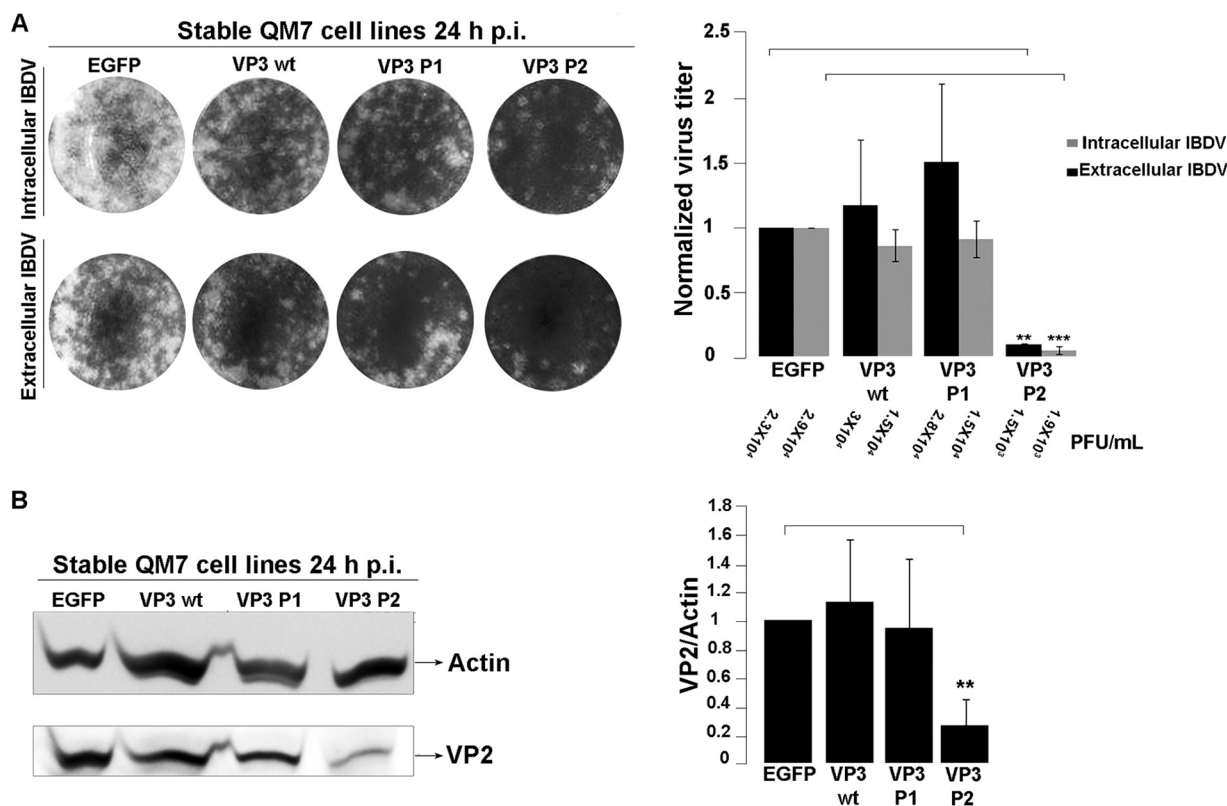 A
Stable QM7 cell lines 24 h p.i.
EGFP VP3 wt VP3 P1 VP3 P2
Intracellular IBDV
Extracellular IBDV
Normalized virus titer
2.5
2
1.5
1
0.5
0
** ***
Intracellular IBDV
Extracellular IBDV
EGFP VP3 wt VP3 P1 VP3 P2
2.3X10⁴ 2.9X10⁴ 3X10⁴ 1.5X10⁴ 2.8X10⁴ 1.5X10⁴ 1.5X10³ 1.9X10³ PFU/mL
B
Stable QM7 cell lines 24 h p.i.
EGFP VP3 wt VP3 P1 VP3 P2
Actin
VP2
VP2/Actin
1.8
1.6
1.4
1.2
1
0.8
0.6
0.4
0.2
0
**
EGFP VP3 wt VP3 P1 VP3 P2